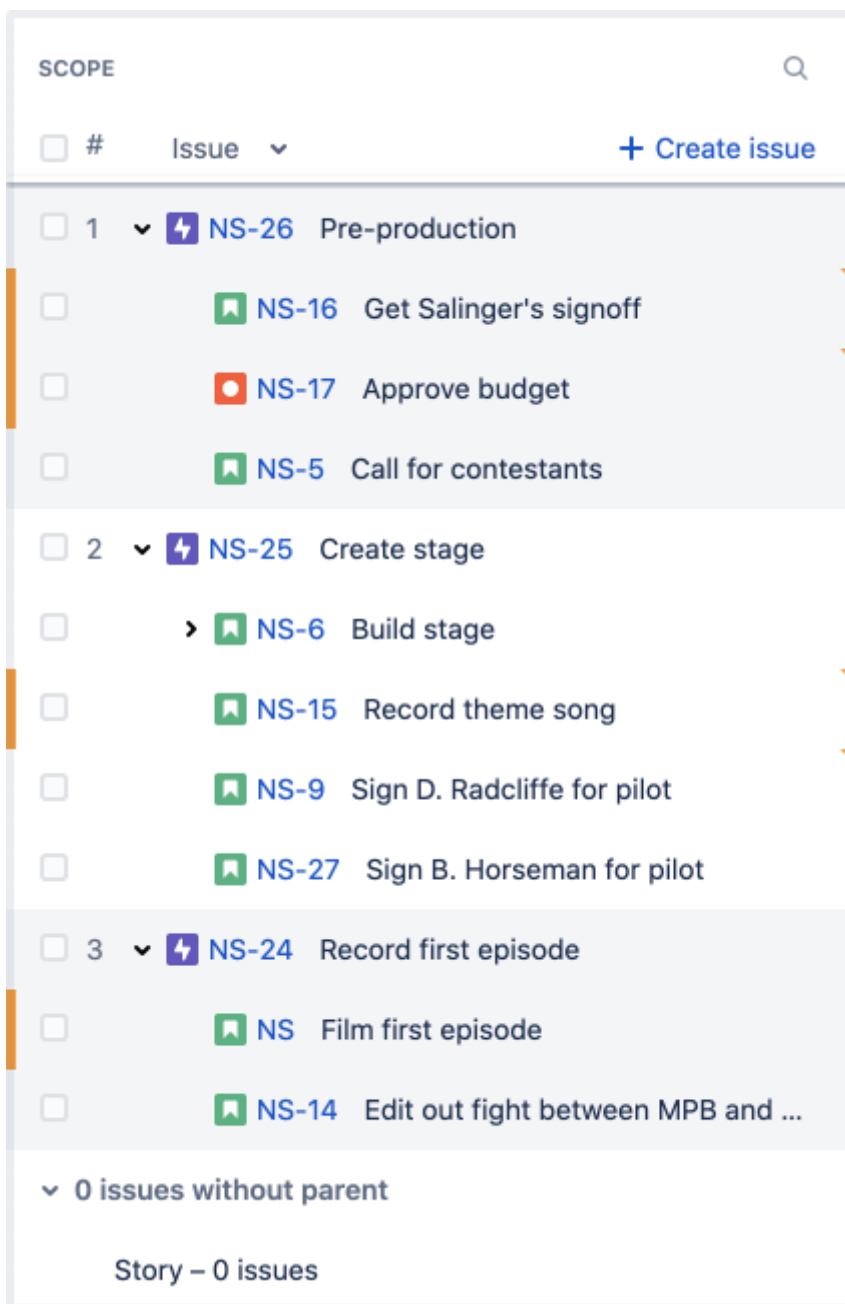 SCOPE
# Issue + Create issue
1 NS-26 Pre-production
NS-16 Get Salinger's signoff
NS-17 Approve budget
NS-5 Call for contestants
2 NS-25 Create stage
NS-6 Build stage
NS-15 Record theme song
NS-9 Sign D. Radcliffe for pilot
NS-27 Sign B. Horseman for pilot
3 NS-24 Record first episode
NS Film first episode
NS-14 Edit out fight between MPB and ...
0 issues without parent
Story – 0 issues